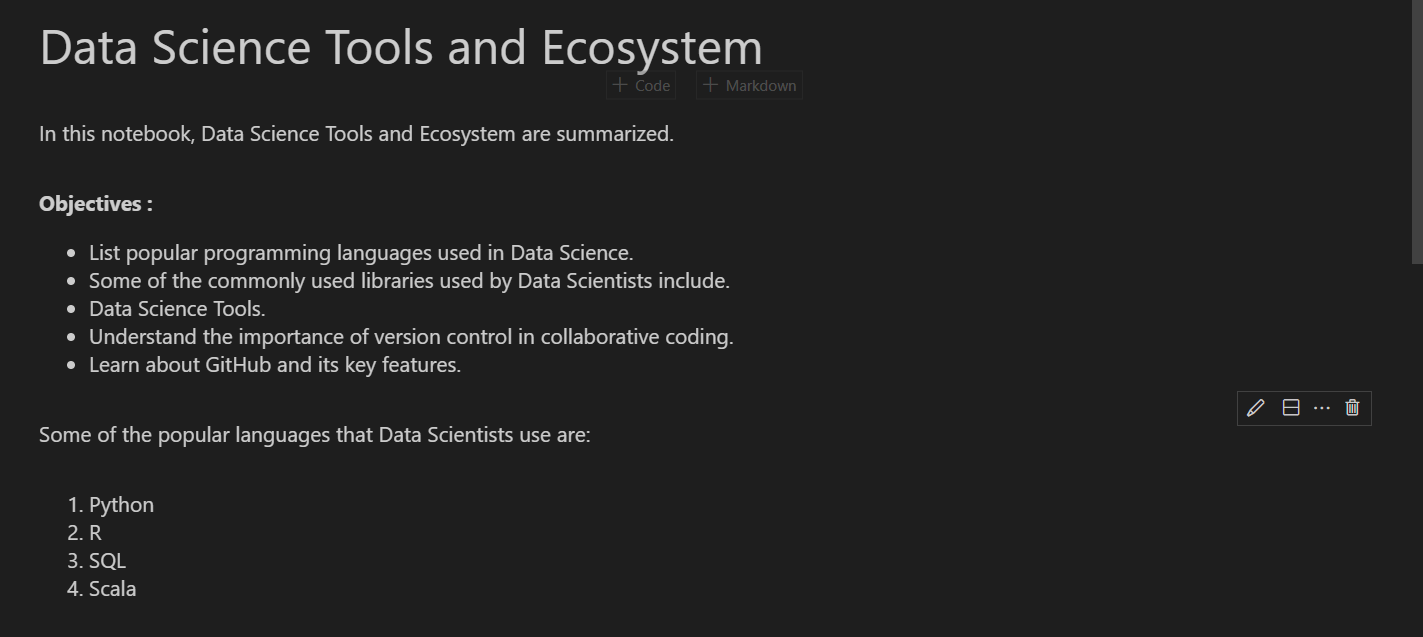 Data Science Tools and Ecosystem
+ Code + Markdown
In this notebook, Data Science Tools and Ecosystem are summarized.
Objectives :
• List popular programming languages used in Data Science.
• Some of the commonly used libraries used by Data Scientists include.
• Data Science Tools.
• Understand the importance of version control in collaborative coding.
• Learn about GitHub and its key features.
Some of the popular languages that Data Scientists use are:
1. Python
2. R
3. SQL
4. Scala